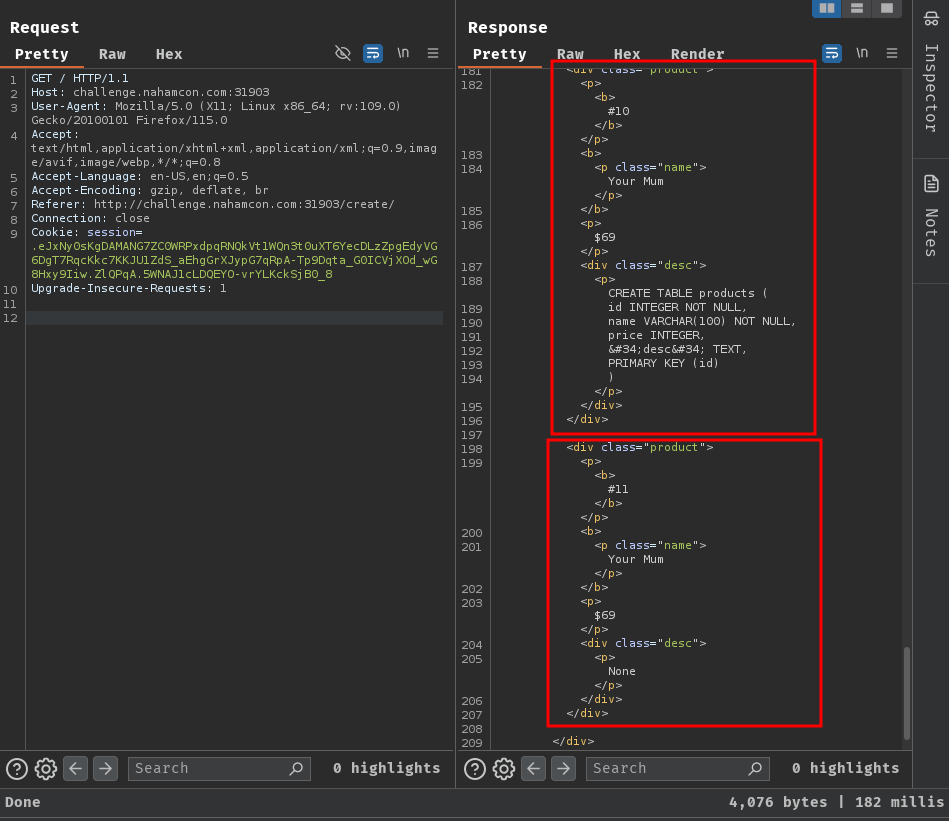 Request
Pretty Raw Hex \n
1 GET / HTTP/1.1
2 Host: challenge.nahamcon.com:31903
3 User-Agent: Mozilla/5.0 (X11; Linux x86_64; rv:109.0)
Gecko/20100101 Firefox/115.0
4 Accept:
text/html,application/xhtml+xml,application/xml;q=0.9,imag
e/avif,image/webp,*/*;q=0.8
5 Accept-Language: en-US,en;q=0.5
6 Accept-Encoding: gzip, deflate, br
7 Referer: http://challenge.nahamcon.com:31903/create/
8 Connection: close
9 Cookie: session=
10 Upgrade-Insecure-Requests: 1
11
12
Search 0 highlights
Response
Pretty Raw Hex Render \n
181 <div class="product">
182 <p>
<b>
#10
</b>
</p>
183 <b>
184 <p class="name">
Your Mum
</p>
185 </b>
186 <p>
$69
</p>
187 <div class="desc">
188 <p>
CREATE TABLE products (
189 id INTEGER NOT NULL,
190 name VARCHAR(100) NOT NULL,
191 price INTEGER,
192 &#34;desc&#34; TEXT,
193 PRIMARY KEY (id)
194 )
</p>
195 </div>
196 </div>
197
198 <div class="product">
199 <p>
<b>
#11
</b>
</p>
200 <b>
201 <p class="name">
Your Mum
</p>
202 </b>
203 <p>
$69
</p>
204 <div class="desc">
205 <p>
None
</p>
206 </div>
207 </div>
208
209 </div>
Search 0 highlights
Inspector
Notes
Done 4,076 bytes | 182 millis